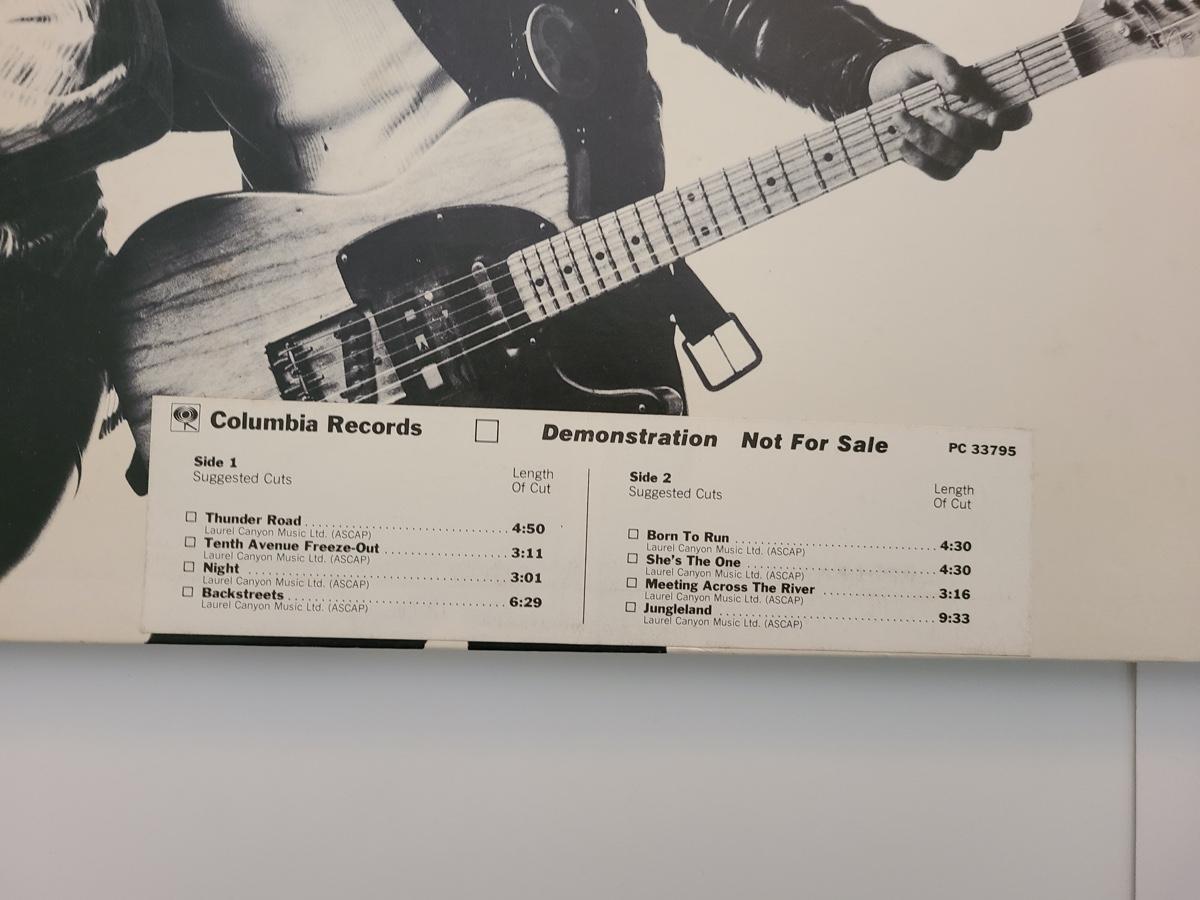 Columbia Records □ Demonstration Not For Sale PC 33795
Side 1
Suggested Cuts
Length
Of Cut
□ Thunder Road 4:50
Laurel Canyon Music Ltd. (ASCAP)
□ Tenth Avenue Freeze-Out 3:11
Laurel Canyon Music Ltd. (ASCAP)
□ Night 3:01
Laurel Canyon Music Ltd. (ASCAP)
□ Backstreets 6:29
Laurel Canyon Music Ltd. (ASCAP)
Side 2
Suggested Cuts
Length
Of Cut
□ Born To Run 4:30
Laurel Canyon Music Ltd. (ASCAP)
□ She's The One 4:30
Laurel Canyon Music Ltd. (ASCAP)
□ Meeting Across The River 3:16
Laurel Canyon Music Ltd. (ASCAP)
□ Jungleland 9:33
Laurel Canyon Music Ltd. (ASCAP)